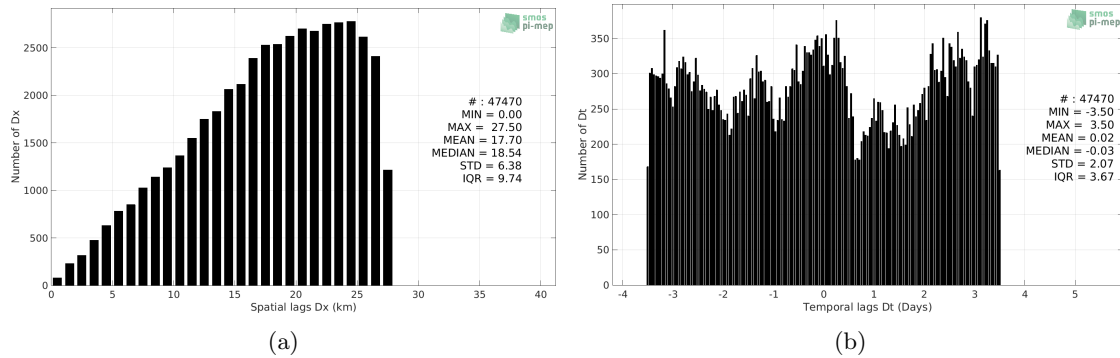 smos
pi-mep
2500
2000
1500
1000
500
0
Number of Dx
# : 47470
MIN = 0.00
MAX = 27.50
MEAN = 17.70
MEDIAN = 18.54
STD = 6.38
IQR = 9.74
0 5 10 15 20 25 30 35 40
Spatial lags Dx (km)
(a)
smos
pi-mep
350
300
250
200
150
100
50
0
Number of Dt
# : 47470
MIN = -3.50
MAX = 3.50
MEAN = 0.02
MEDIAN = -0.03
STD = 2.07
IQR = 3.67
-4 -3 -2 -1 0 1 2 3 4 5
Temporal lags Dt (Days)
(b)